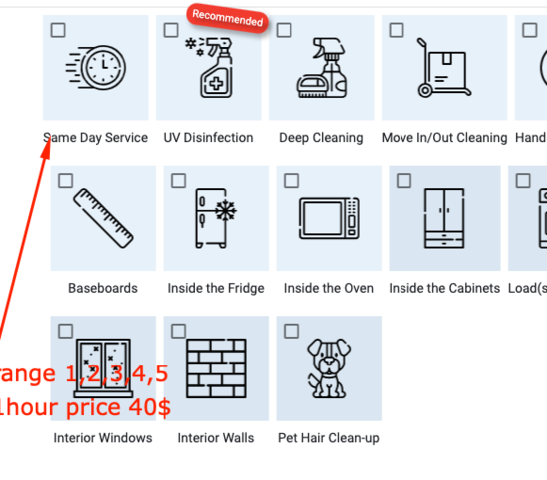 Recommended
Same Day Service UV Disinfection Deep Cleaning Move In/Out Cleaning Hand
Baseboards Inside the Fridge Inside the Oven Inside the Cabinets Load(s
range 1,2,3,4,5
1hour price 40$
Interior Windows Interior Walls Pet Hair Clean-up